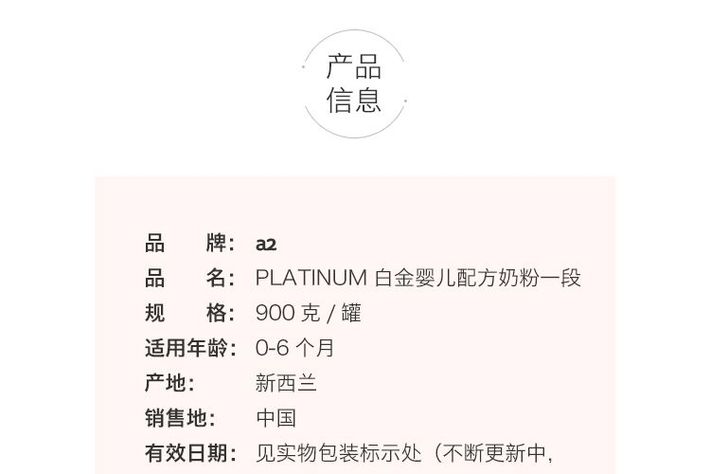 产品
信息
品 牌： a2
品 名： PLATINUM 白金婴儿配方奶粉一段
规 格： 900 克 / 罐
适用年龄： 0-6 个月
产地： 新西兰
销售地： 中国
有效日期： 见实物包装标示处（不断更新中，